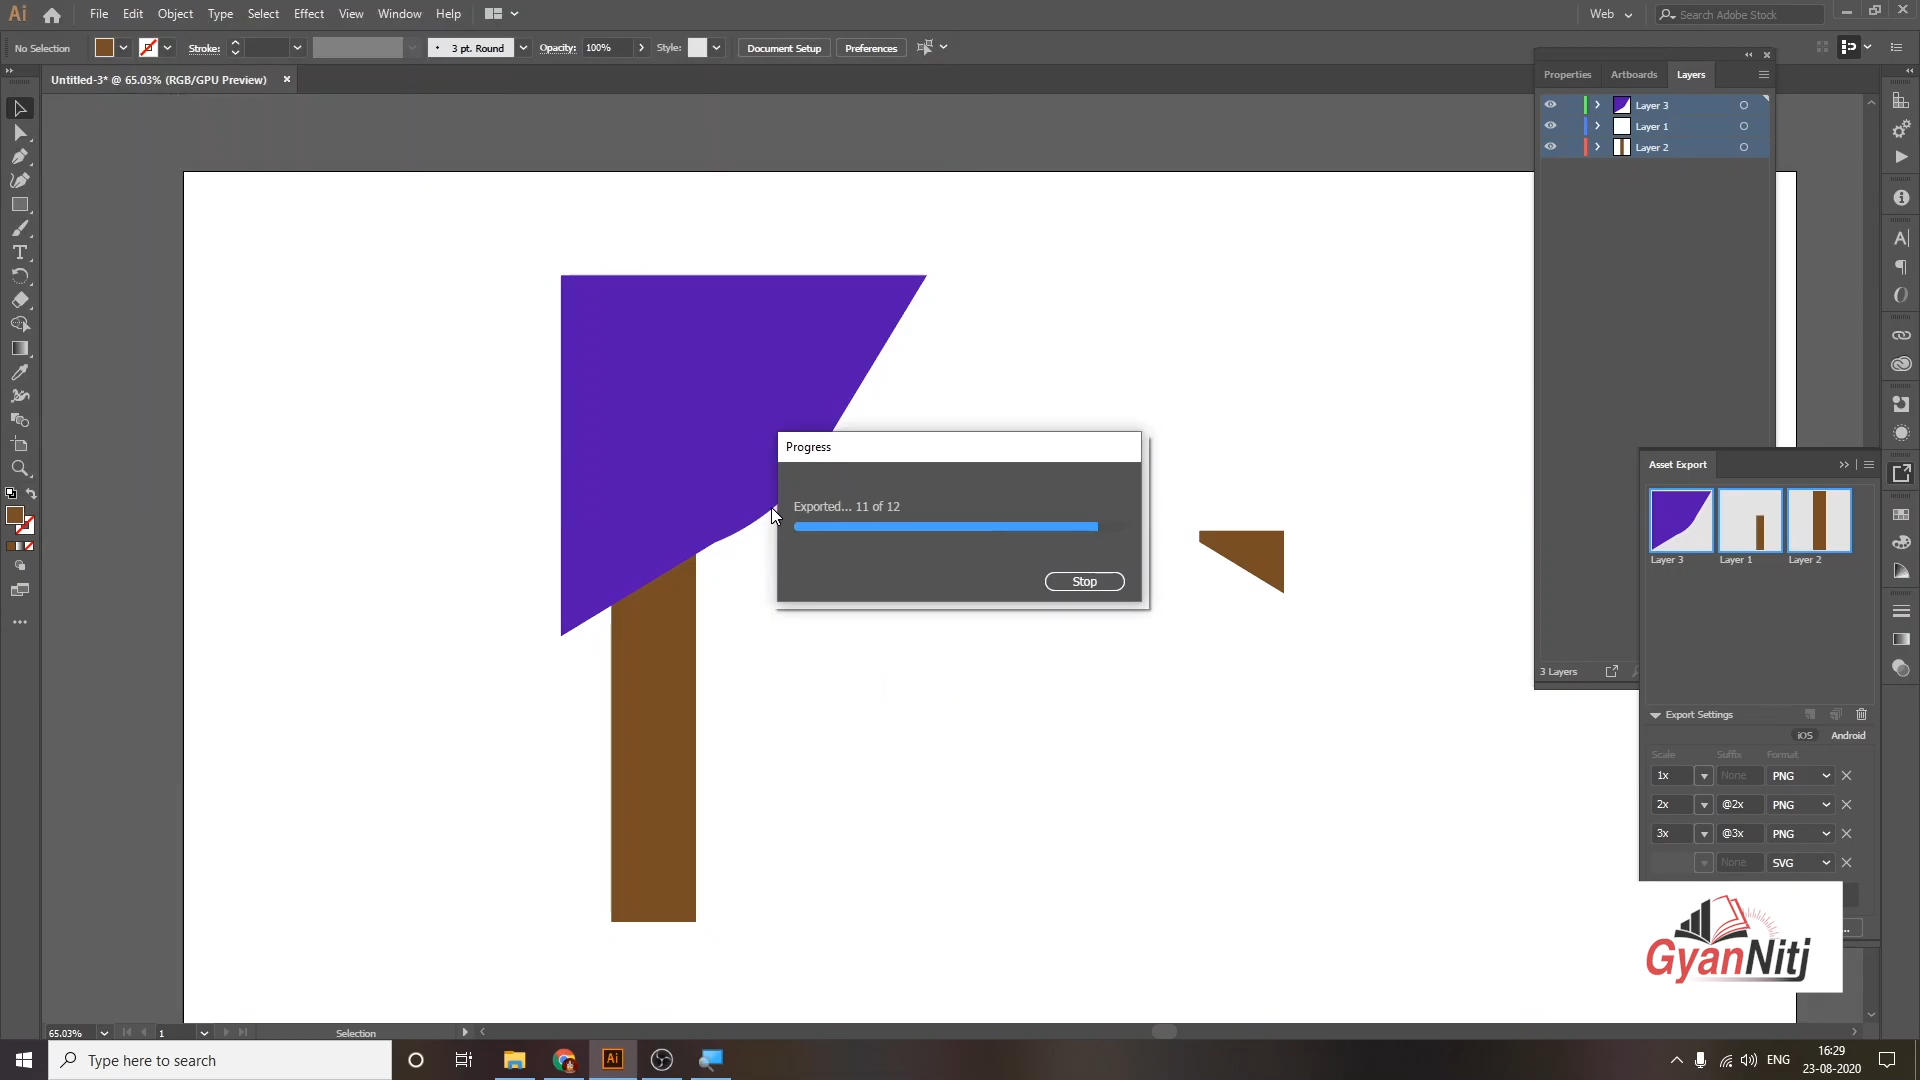 Ai File Edit Object Type Select Effect View Window Help Web Search Adobe Stock
No Selection Stroke: 3 pt. Round Opacity: 100% Style: Document Setup Preferences
Untitled-3* @ 65.03% (RGB/GPU Preview)
Properties Artboards Layers
Layer 3
Layer 1
Layer 2
Progress
Exported... 11 of 12
Stop
Asset Export
Layer 3 Layer 1 Layer 2
3 Layers
Export Settings
iOS Android
Scale Suffix Format
1x None PNG
2x @2x PNG
3x @3x PNG
None SVG
GyanNiti
65.03% 1 Selection
Type here to search
Ai
ENG
16:29
23-08-2020